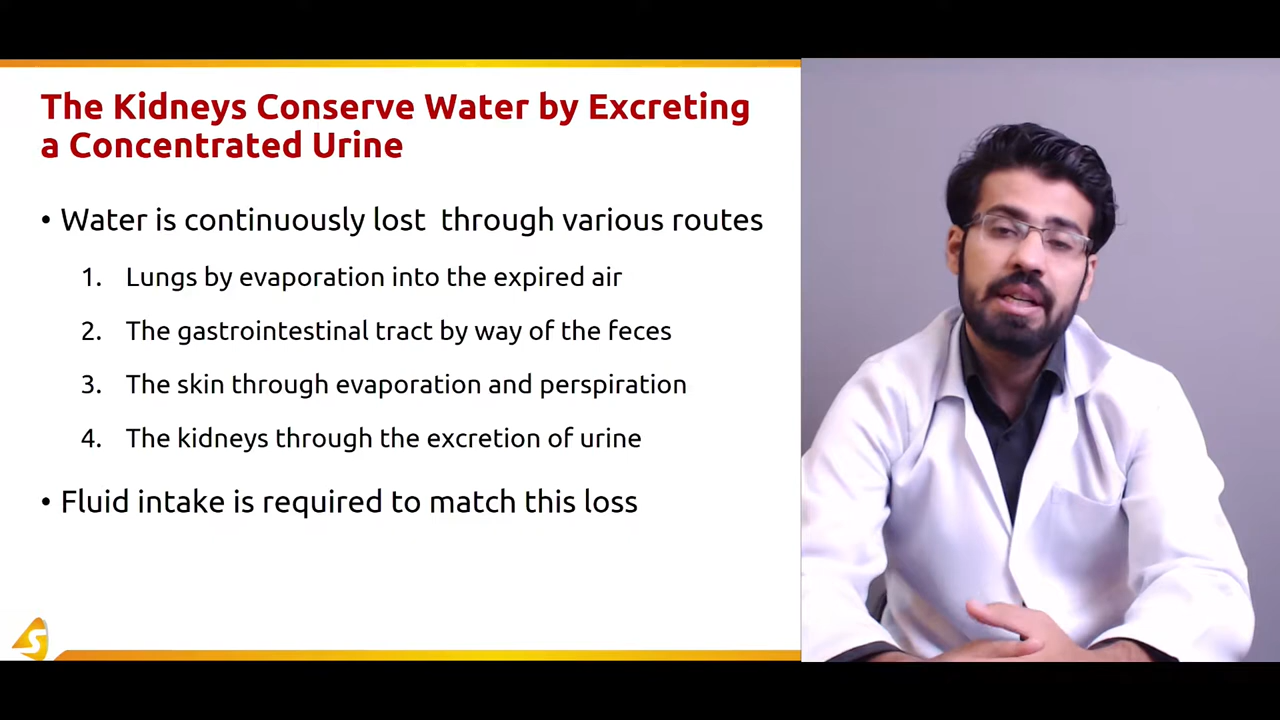 The Kidneys Conserve Water by Excreting
a Concentrated Urine
• Water is continuously lost  through various routes
1. Lungs by evaporation into the expired air
2. The gastrointestinal tract by way of the feces
3. The skin through evaporation and perspiration
4. The kidneys through the excretion of urine
• Fluid intake is required to match this loss
S